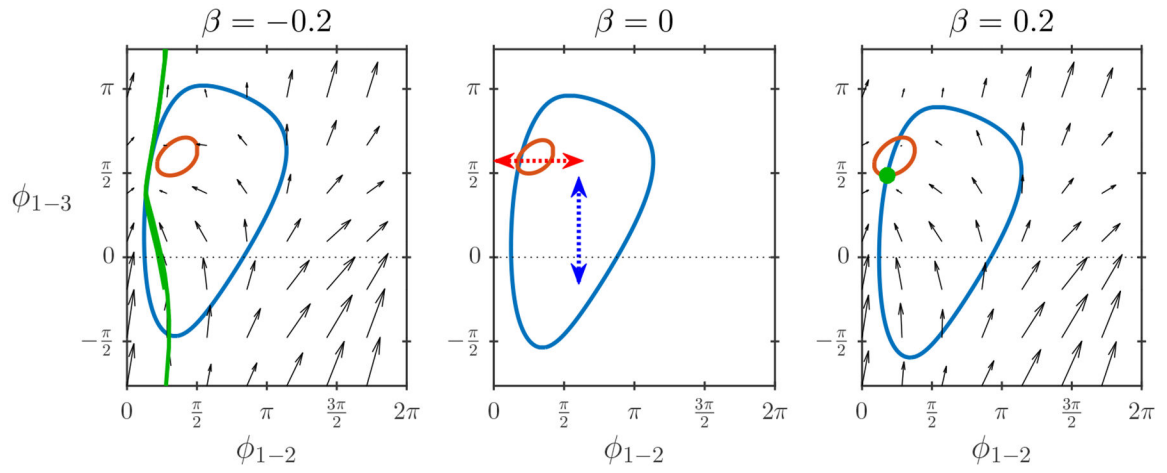 β = −0.2
β = 0
β = 0.2
ϕ₁₋₃
π
π/2
0
−π/2
0
π/2
π
3π/2
2π
ϕ₁₋₂
π
π/2
0
−π/2
0
π/2
π
3π/2
2π
ϕ₁₋₂
π
π/2
0
−π/2
0
π/2
π
3π/2
2π
ϕ₁₋₂